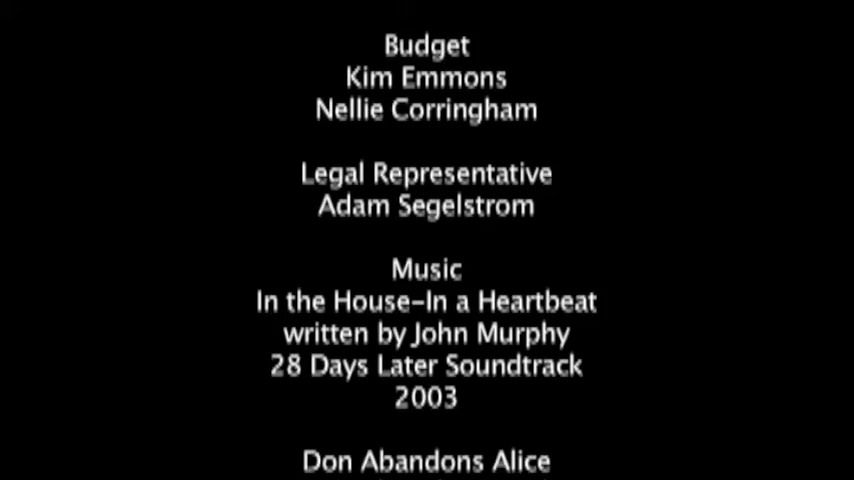 Budget
Kim Emmons
Nellie Corringham
Legal Representative
Adam Segelstrom
Music
In the House-In a Heartbeat
written by John Murphy
28 Days Later Soundtrack
2003
Don Abandons Alice